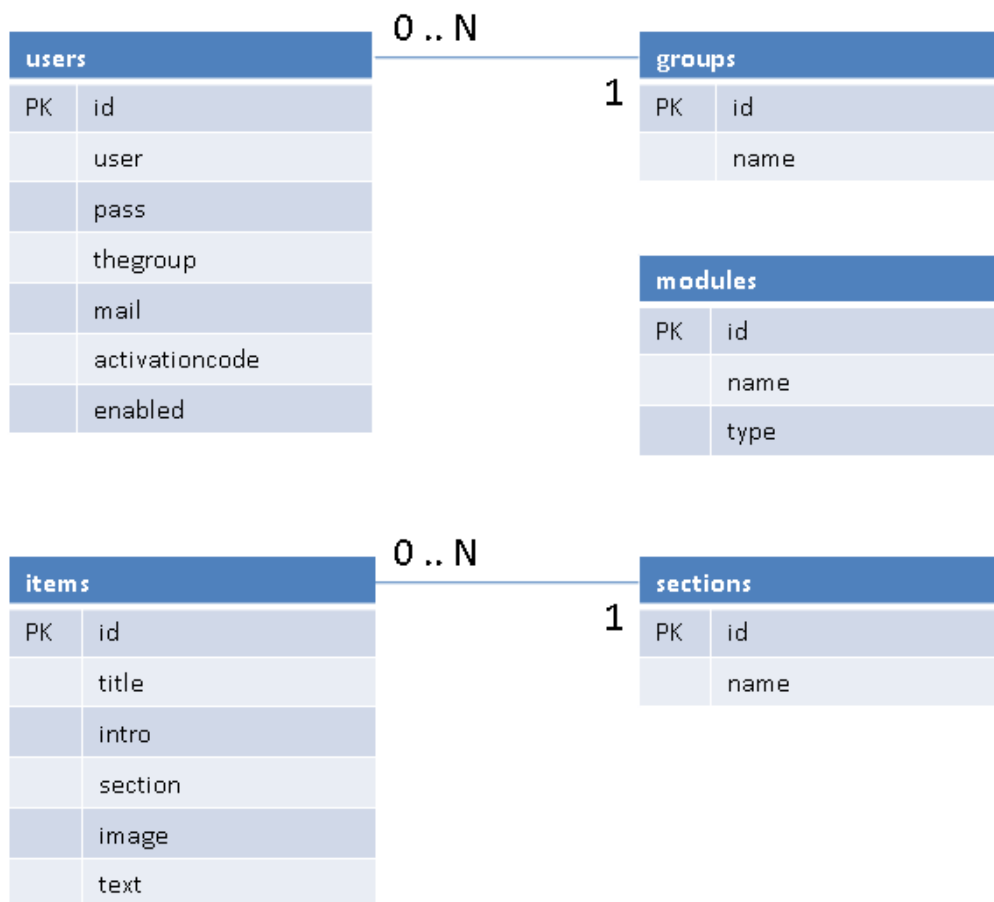 0 .. N
1
users
PK id
user
pass
thegroup
mail
activationcode
enabled
groups
PK id
name
modules
PK id
name
type
0 .. N
1
items
PK id
title
intro
section
image
text
sections
PK id
name